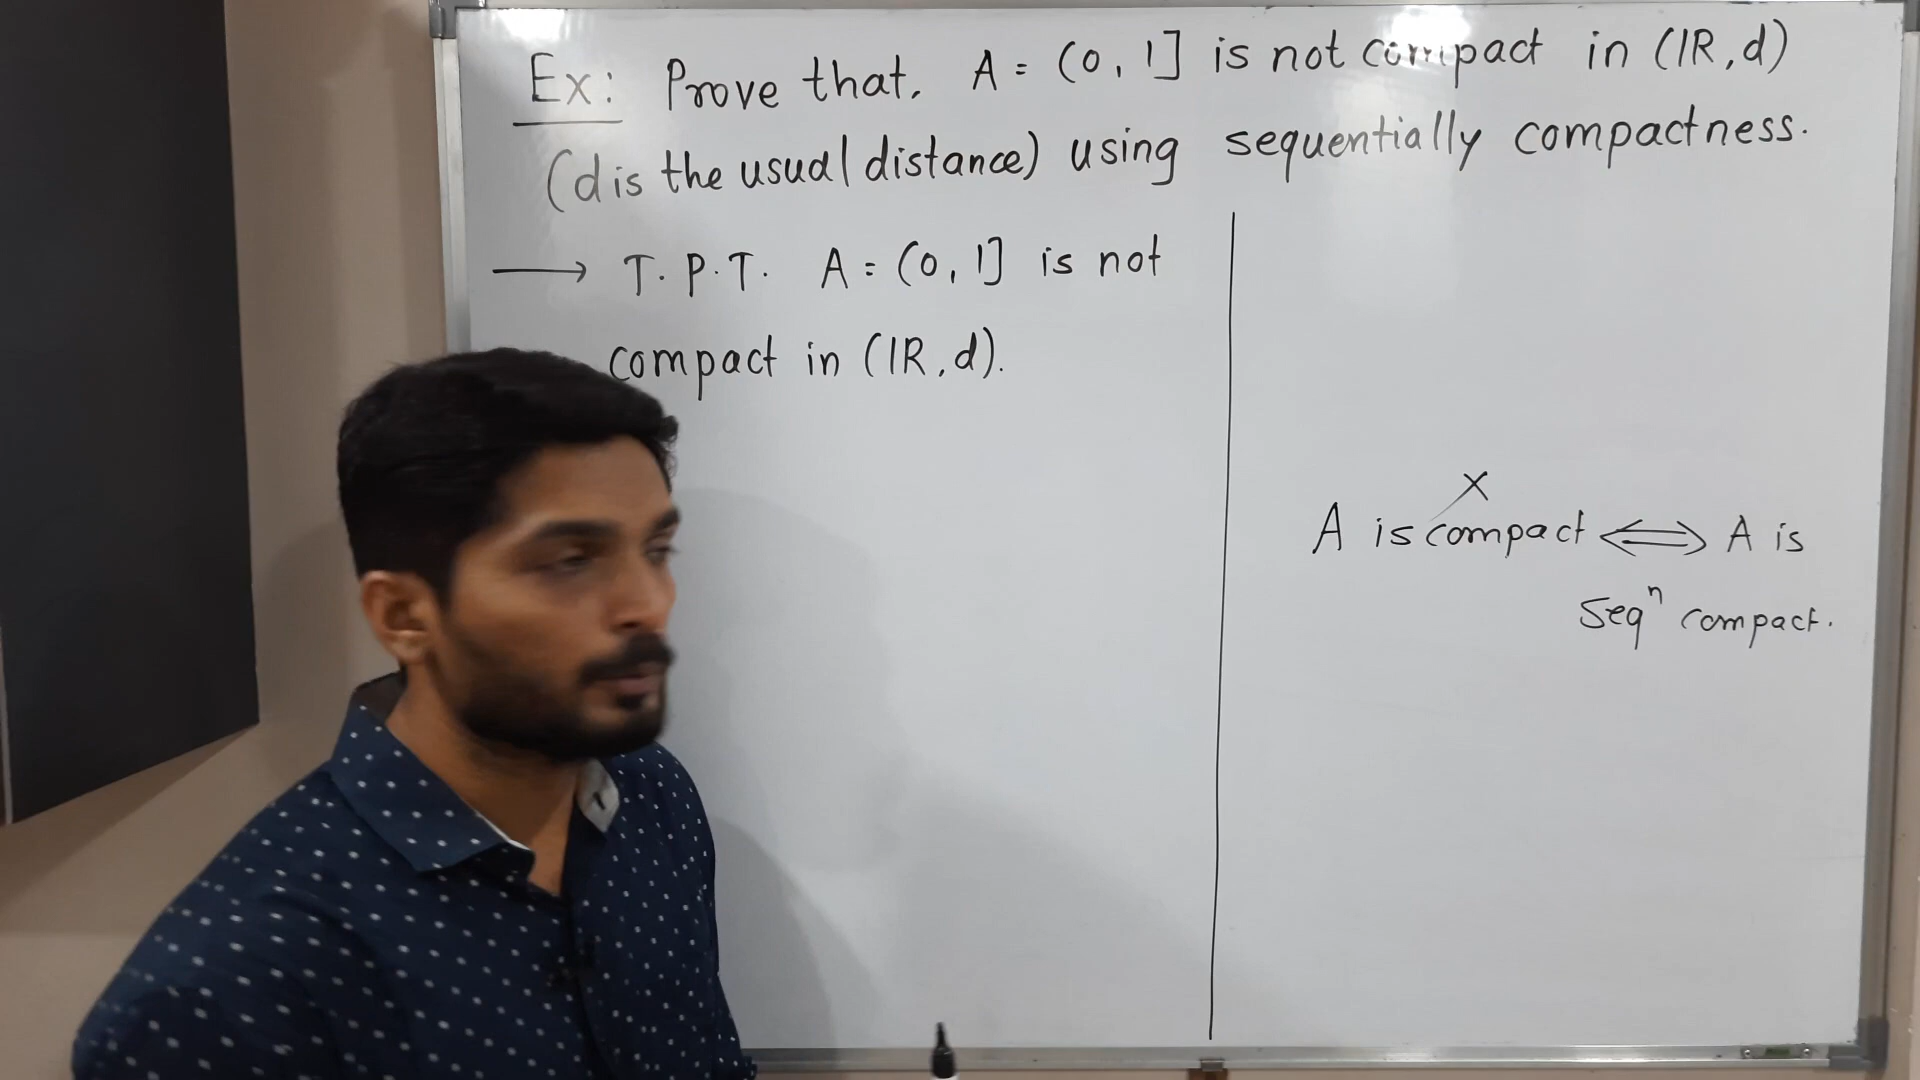 Ex: Prove that, A = (0, 1] is not compact in (IR, d)
(d is the usual distance) using sequentially compactness.
⟶ T.P.T. A = (0, 1] is not
compact in (IR, d).
X
A is compact ⟺ A is
seqⁿ compact.